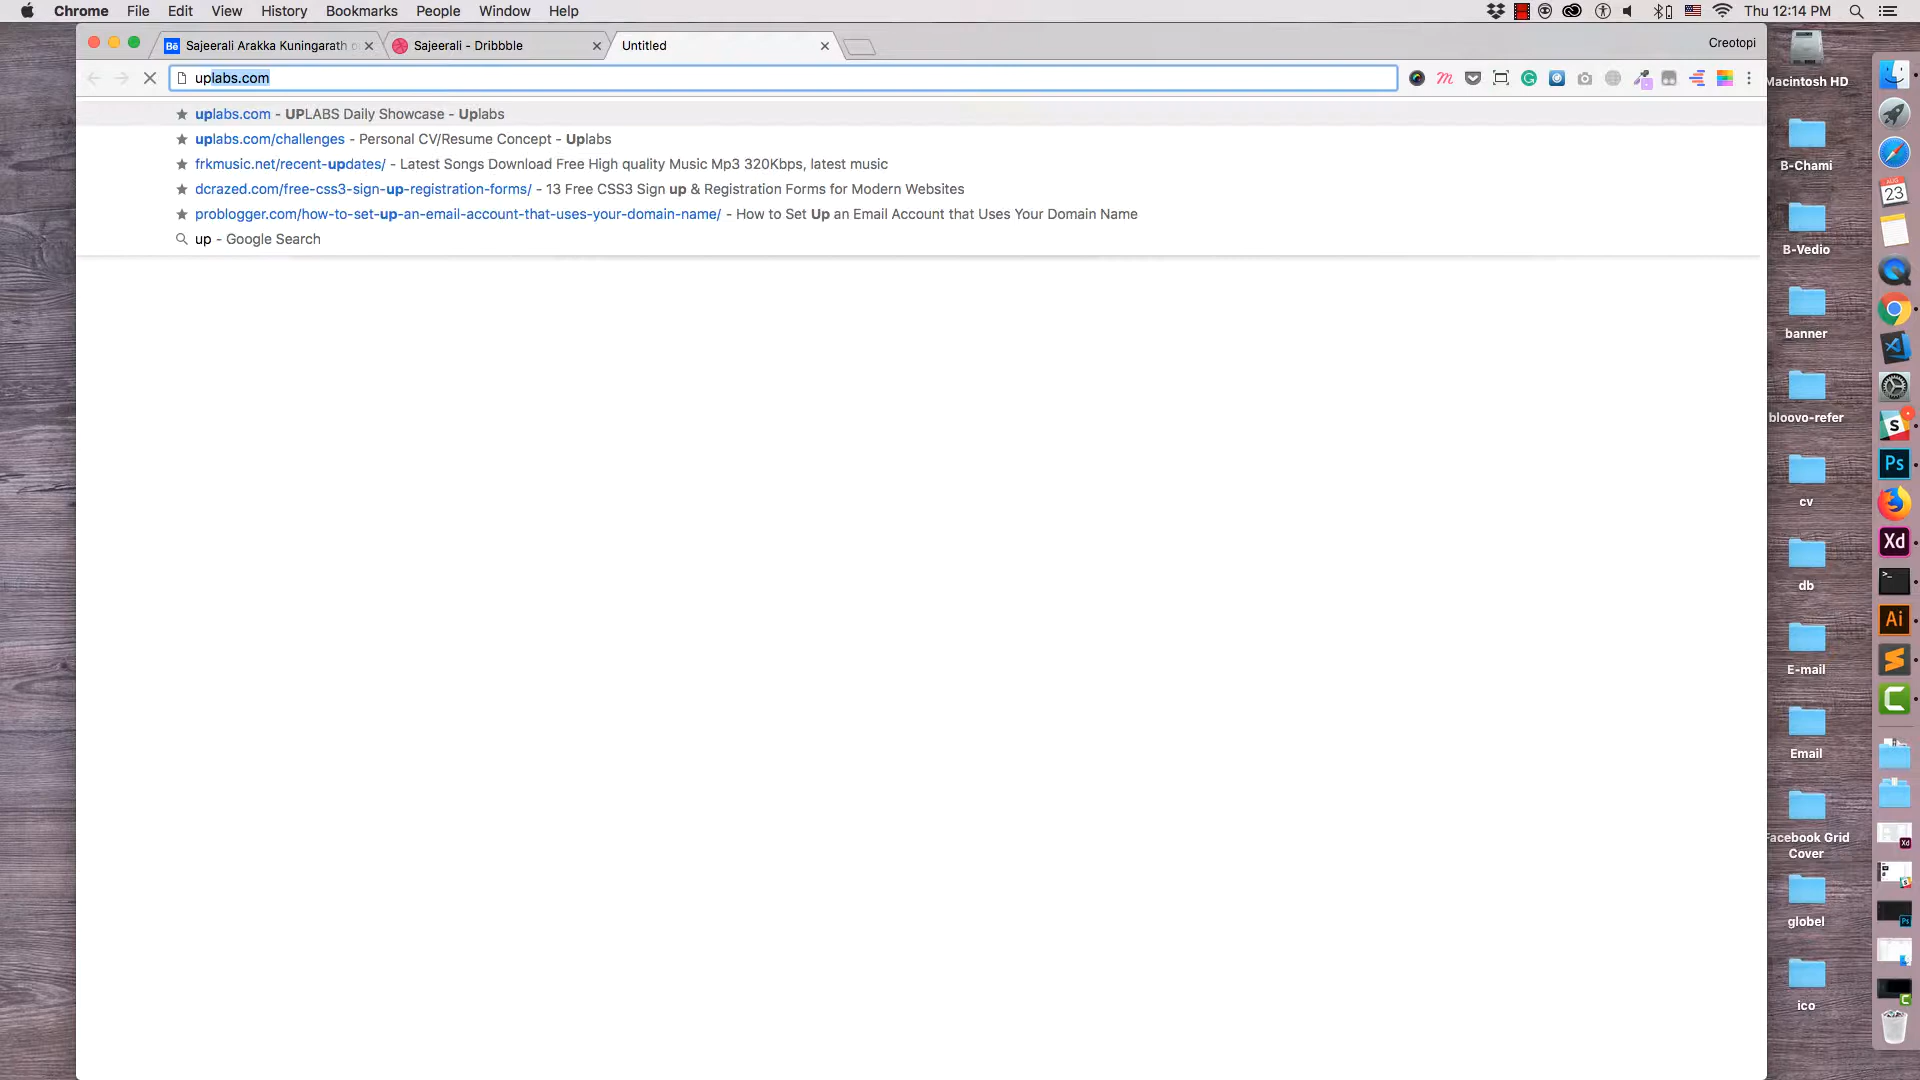 Chrome File Edit View History Bookmarks People Window Help Thu 12:14 PM
Sajeerali Arakka Kuningarath Sajeerali - Dribbble Untitled Creotopi
uplabs.com
uplabs.com - UPLABS Daily Showcase - Uplabs
uplabs.com/challenges - Personal CV/Resume Concept - Uplabs
frkmusic.net/recent-updates/ - Latest Songs Download Free High quality Music Mp3 320Kbps, latest music
dcrazed.com/free-css3-sign-up-registration-forms/ - 13 Free CSS3 Sign up & Registration Forms for Modern Websites
problogger.com/how-to-set-up-an-email-account-that-uses-your-domain-name/ - How to Set Up an Email Account that Uses Your Domain Name
up - Google Search
Macintosh HD
B-Chami
B-Vedio
banner
bloovo-refer
cv
db
E-mail
Email
Facebook Grid
Cover
globel
ico
AUG
23
S
Ps
Xd
Ai